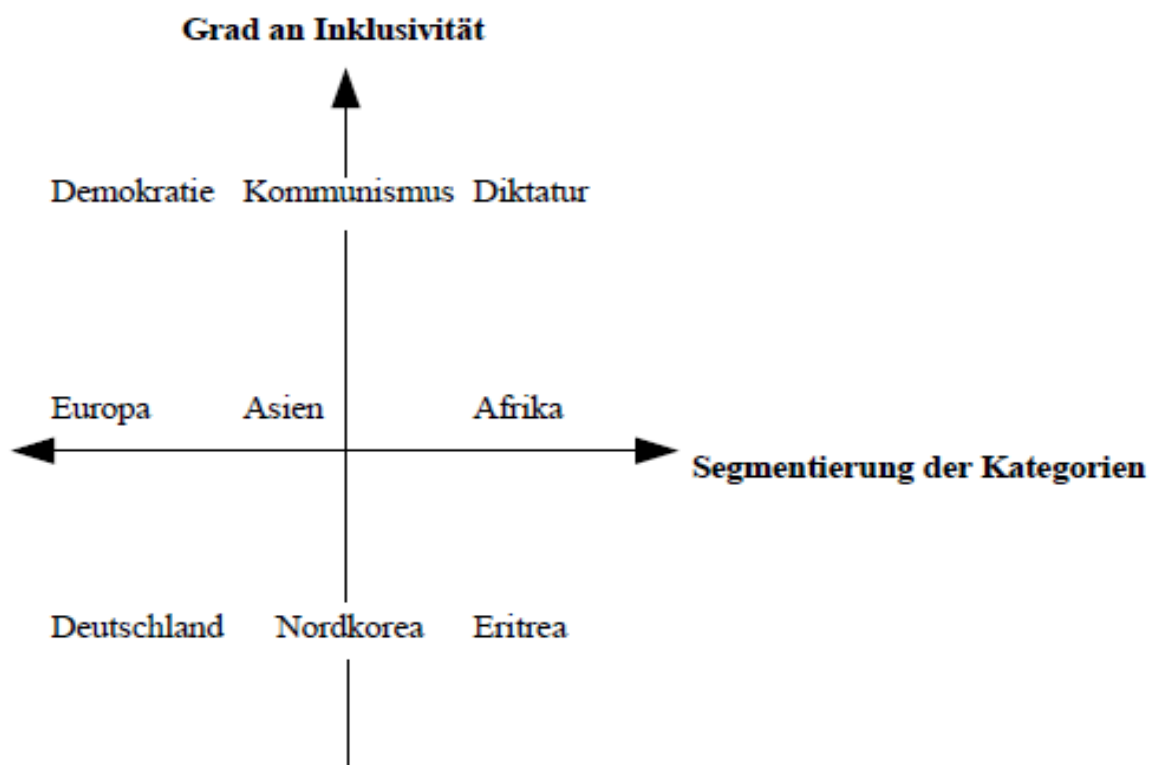 Grad an Inklusivität
Demokratie Kommunismus Diktatur
Europa Asien Afrika
Segmentierung der Kategorien
Deutschland Nordkorea Eritrea